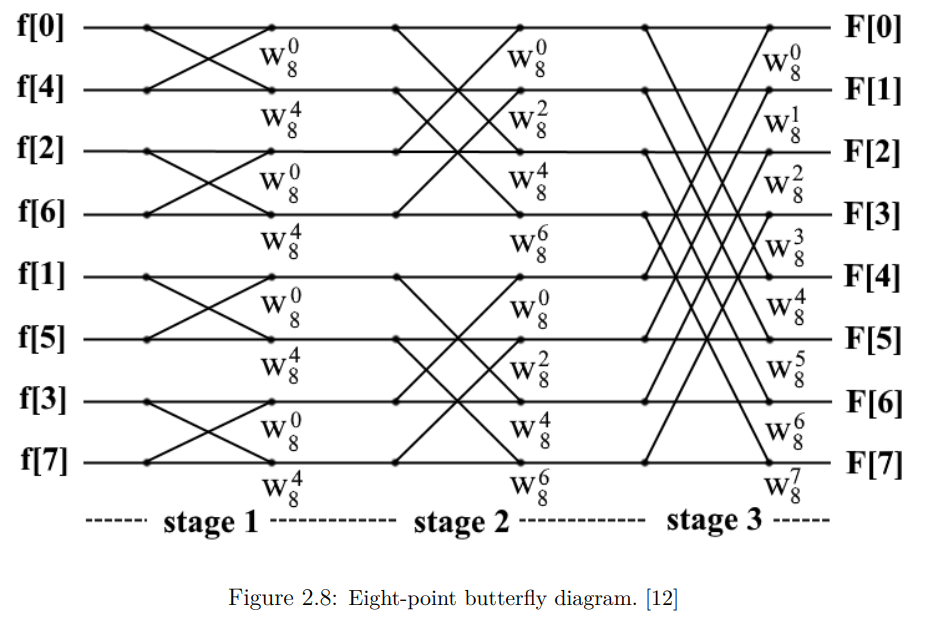 f[0] F[0]
W_8^0 W_8^0 W_8^0
f[4] F[1]
W_8^4 W_8^2 W_8^1
f[2] F[2]
W_8^0 W_8^4 W_8^2
f[6] F[3]
W_8^4 W_8^6 W_8^3
f[1] F[4]
W_8^0 W_8^0 W_8^4
f[5] F[5]
W_8^4 W_8^2 W_8^5
f[3] F[6]
W_8^0 W_8^4 W_8^6
f[7] F[7]
W_8^4 W_8^6 W_8^7
stage 1 stage 2 stage 3
Figure 2.8: Eight-point butterfly diagram. [12]